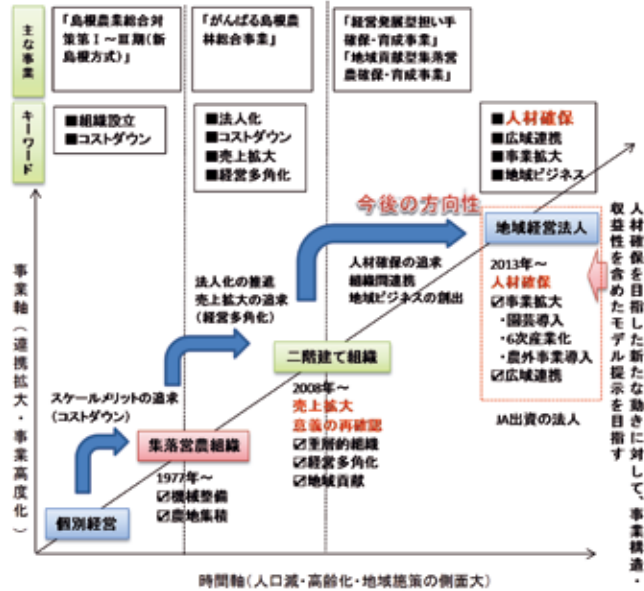 主な事業
「島根農業総合対
策第Ⅰ～Ⅲ期(新
島根方式)」
「がんばる島根農
林総合事業」
「経営発展型担い手
確保・育成事業」
「地域貢献型集落営
農確保・育成事業」
キーワード
■組織設立
■コストダウン
■法人化
■コストダウン
■売上拡大
■経営多角化
■人材確保
■広域連携
■事業拡大
■地域ビジネス
今後の方向性
地域経営法人
2013年～
人材確保
☑事業拡大
・園芸導入
・6次産業化
・農外事業導入
☑広域連携
JA出資の法人
人材確保を目指した新たな動きに対して、事業構造・
収益性を含めたモデル提示を目指す
人材確保の追求
組織間連携
地域ビジネスの創出
法人化の推進
売上拡大の追求
(経営多角化)
二階建て組織
2008年～
売上拡大
意義の再確認
☑重層的組織
☑経営多角化
☑地域貢献
スケールメリットの追求
(コストダウン)
集落営農組織
1977年～
☑機械整備
☑農地集積
個別経営
事業軸(連携拡大・事業高度化)
時間軸(人口減・高齢化・地域施策の側面大)